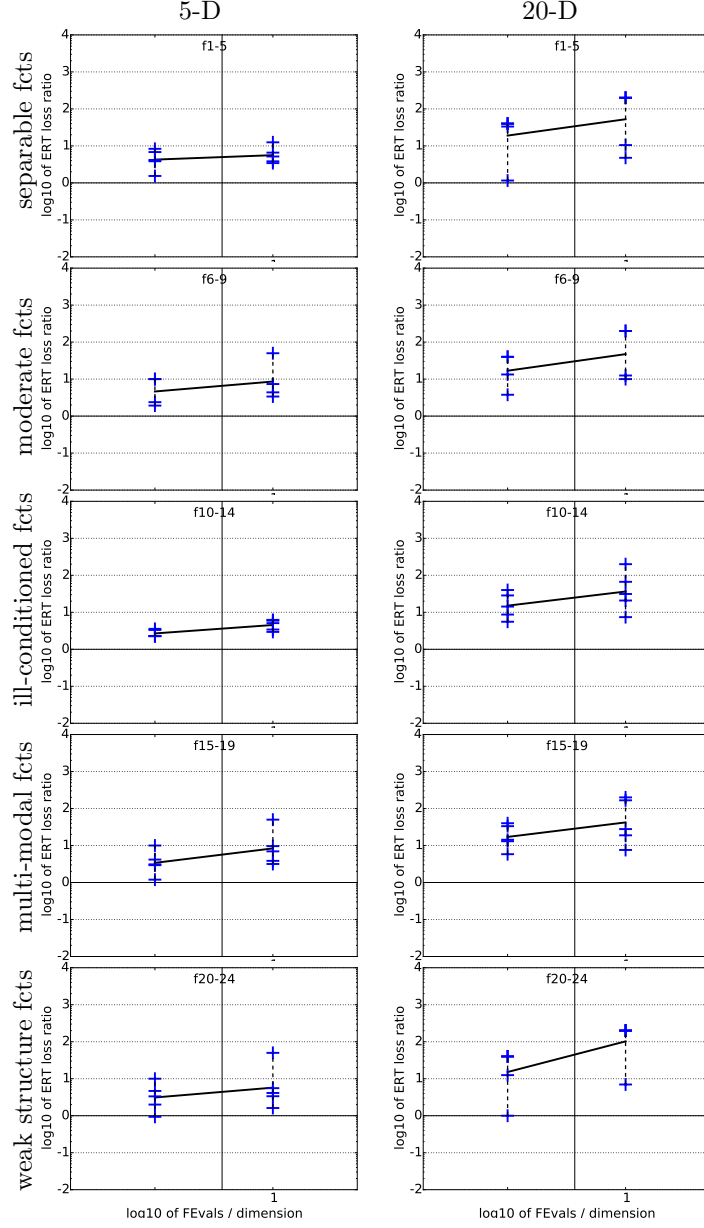 5-D
20-D
separable fcts
log10 of ERT loss ratio
f1-5
4
3
2
1
0
-1
-2
log10 of ERT loss ratio
f1-5
4
3
2
1
0
-1
-2
moderate fcts
log10 of ERT loss ratio
f6-9
4
3
2
1
0
-1
-2
log10 of ERT loss ratio
f6-9
4
3
2
1
0
-1
-2
ill-conditioned fcts
log10 of ERT loss ratio
f10-14
4
3
2
1
0
-1
-2
log10 of ERT loss ratio
f10-14
4
3
2
1
0
-1
-2
multi-modal fcts
log10 of ERT loss ratio
f15-19
4
3
2
1
0
-1
-2
log10 of ERT loss ratio
f15-19
4
3
2
1
0
-1
-2
weak structure fcts
log10 of ERT loss ratio
f20-24
4
3
2
1
0
-1
-2
1
log10 of FEvals / dimension
log10 of ERT loss ratio
f20-24
4
3
2
1
0
-1
-2
1
log10 of FEvals / dimension